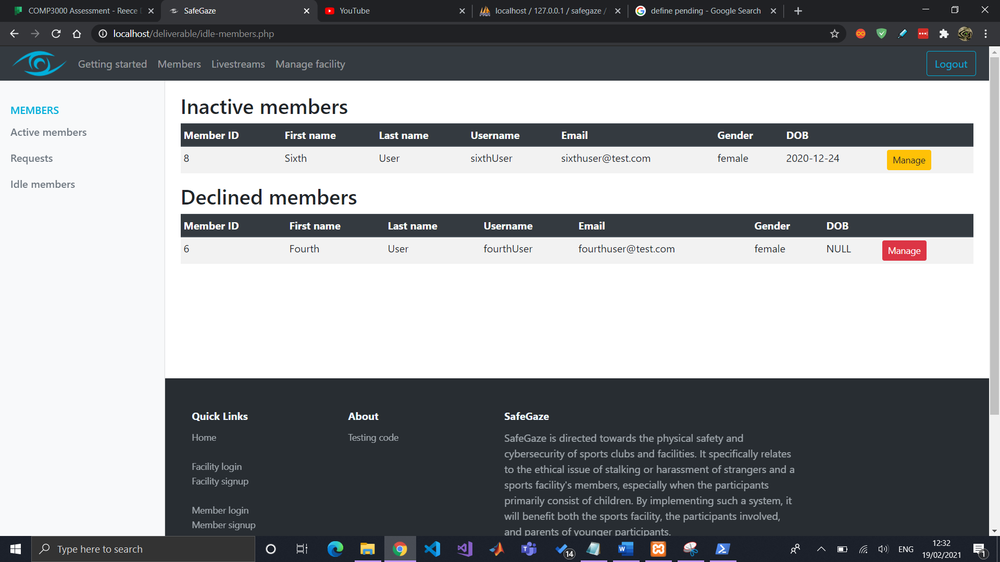 COMP3000 Assessment - Reece
SafeGaze
YouTube
localhost / 127.0.0.1 / safegaze /
define pending - Google Search
localhost/deliverable/idle-members.php
Getting started
Members
Livestreams
Manage facility
Logout
MEMBERS
Active members
Requests
Idle members
Inactive members
Member ID First name Last name Username Email Gender DOB
8 Sixth User sixthUser sixthuser@test.com female 2020-12-24 Manage
Declined members
Member ID First name Last name Username Email Gender DOB
6 Fourth User fourthUser fourthuser@test.com female NULL Manage
Quick Links
Home
Facility login
Facility signup
Member login
Member signup
About
Testing code
SafeGaze
SafeGaze is directed towards the physical safety and
cybersecurity of sports clubs and facilities. It specifically relates
to the ethical issue of stalking or harassment of strangers and a
sports facility's members, especially when the participants
primarily consist of children. By implementing such a system, it
will benefit both the sports facility, the participants involved,
and parents of younger participants.
Type here to search
14
ENG
12:32
19/02/2021
1